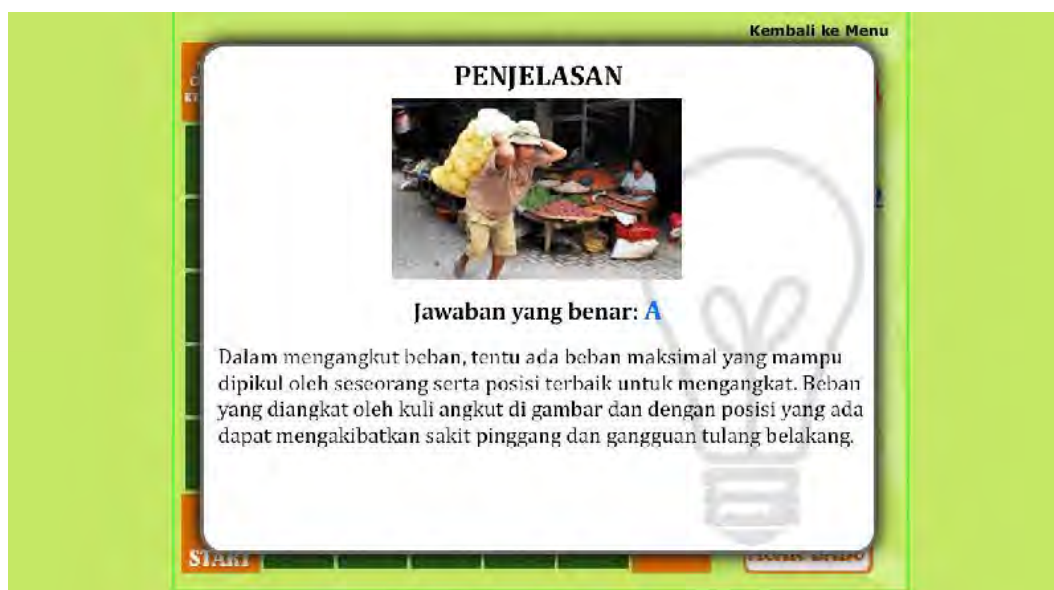 Kembali ke Menu
PENJELASAN
Jawaban yang benar: A
Dalam mengangkut beban, tentu ada beban maksimal yang mampu
dipikul oleh seseorang serta posisi terbaik untuk mengangkat. Beban
yang diangkat oleh kuli angkut di gambar dan dengan posisi yang ada
dapat mengakibatkan sakit pinggang dan gangguan tulang belakang.
START